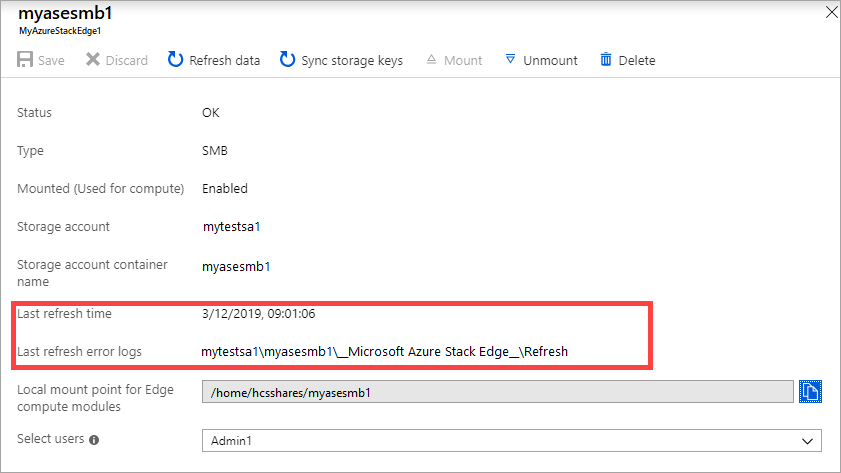 myasesmb1
MyAzureStackEdge1
Save Discard Refresh data Sync storage keys Mount Unmount Delete
Status OK
Type SMB
Mounted (Used for compute) Enabled
Storage account mytestsa1
Storage account container name myasesmb1
Last refresh time 3/12/2019, 09:01:06
Last refresh error logs mytestsa1\myasmb1\__Microsoft Azure Stack Edge__\Refresh
Local mount point for Edge compute modules /home/hcsshares/myasesmb1
Select users Admin1